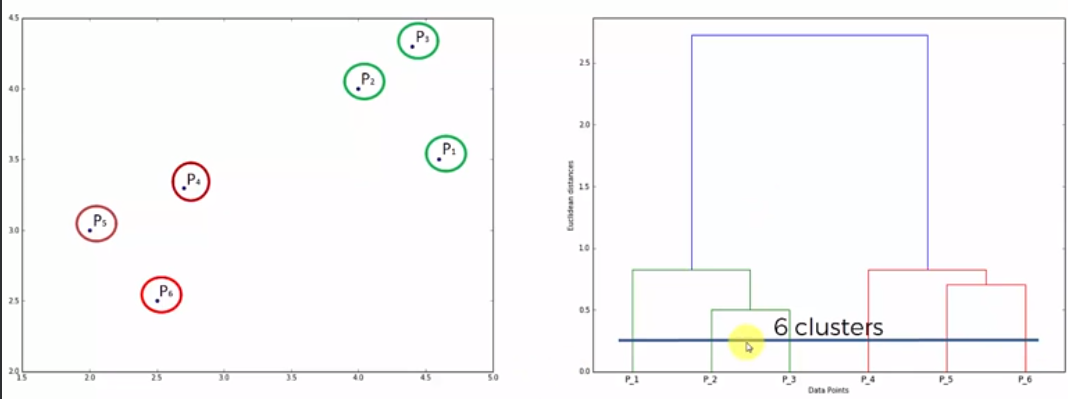 4.5
4.0
3.5
3.0
2.5
2.0
1.5 2.0 2.5 3.0 3.5 4.0 4.5 5.0
P₃
P₂
P₁
P₄
P₅
P₆
2.5
2.0
1.5
1.0
0.5
0.0
Euclidean distances
6 clusters
P_1 P_2 P_3 P_4 P_5 P_6
Data Points